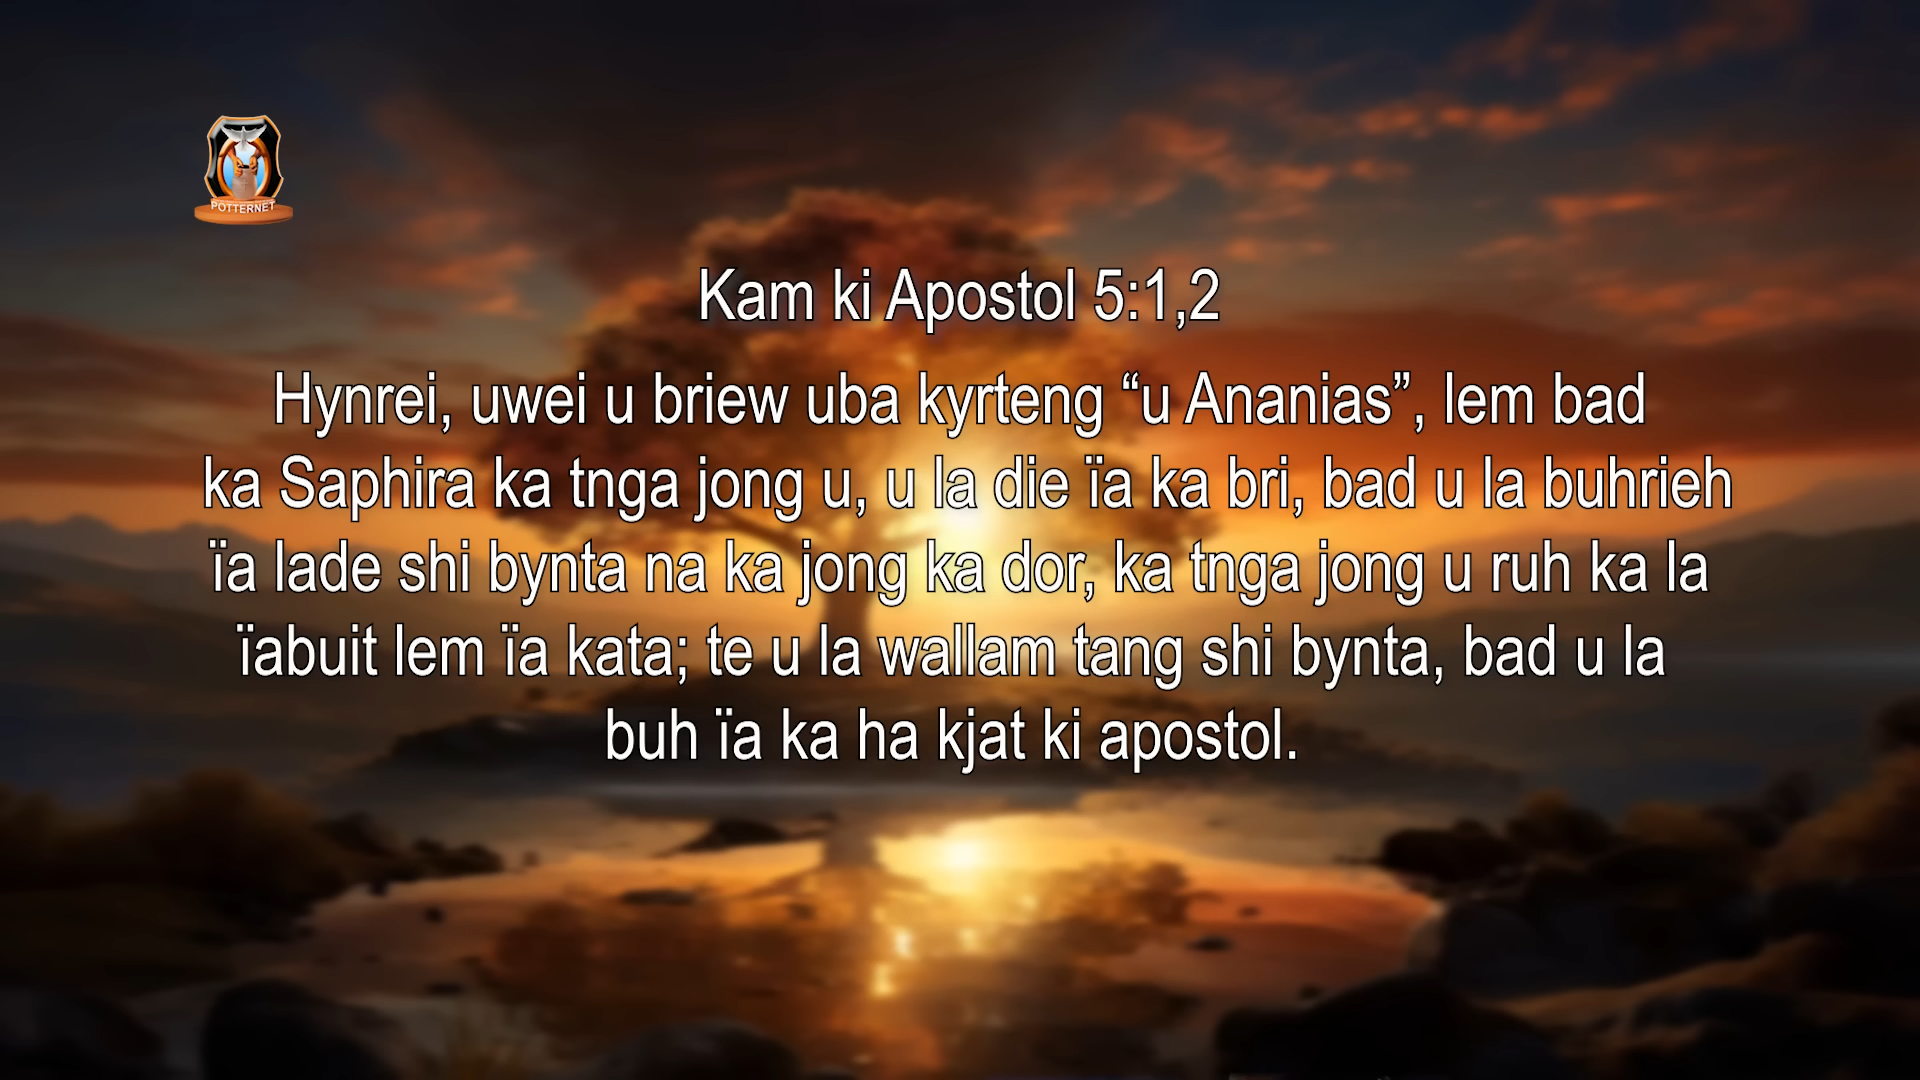 POTTERNET
Kam ki Apostol 5:1,2
Hynrei, uwei u briew uba kyrteng “u Ananias”, lem bad
ka Saphira ka tnga jong u, u la die ïa ka bri, bad u la buhrieh
ïa lade shi bynta na ka jong ka dor, ka tnga jong u ruh ka la
ïabuit lem ïa kata; te u la wallam tang shi bynta, bad u la
buh ïa ka ha kjat ki apostol.